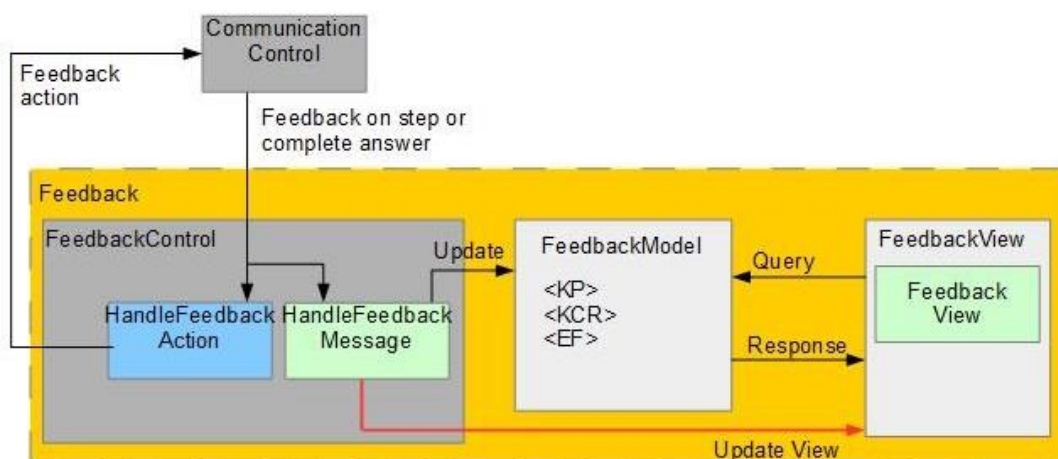 Communication
Control
Feedback
action
Feedback on step or
complete answer
Feedback
FeedbackControl
HandleFeedback
Action
HandleFeedback
Message
Update
FeedbackModel
<KP>
<KCR>
<EF>
Query
Response
FeedbackView
Feedback
View
Update View